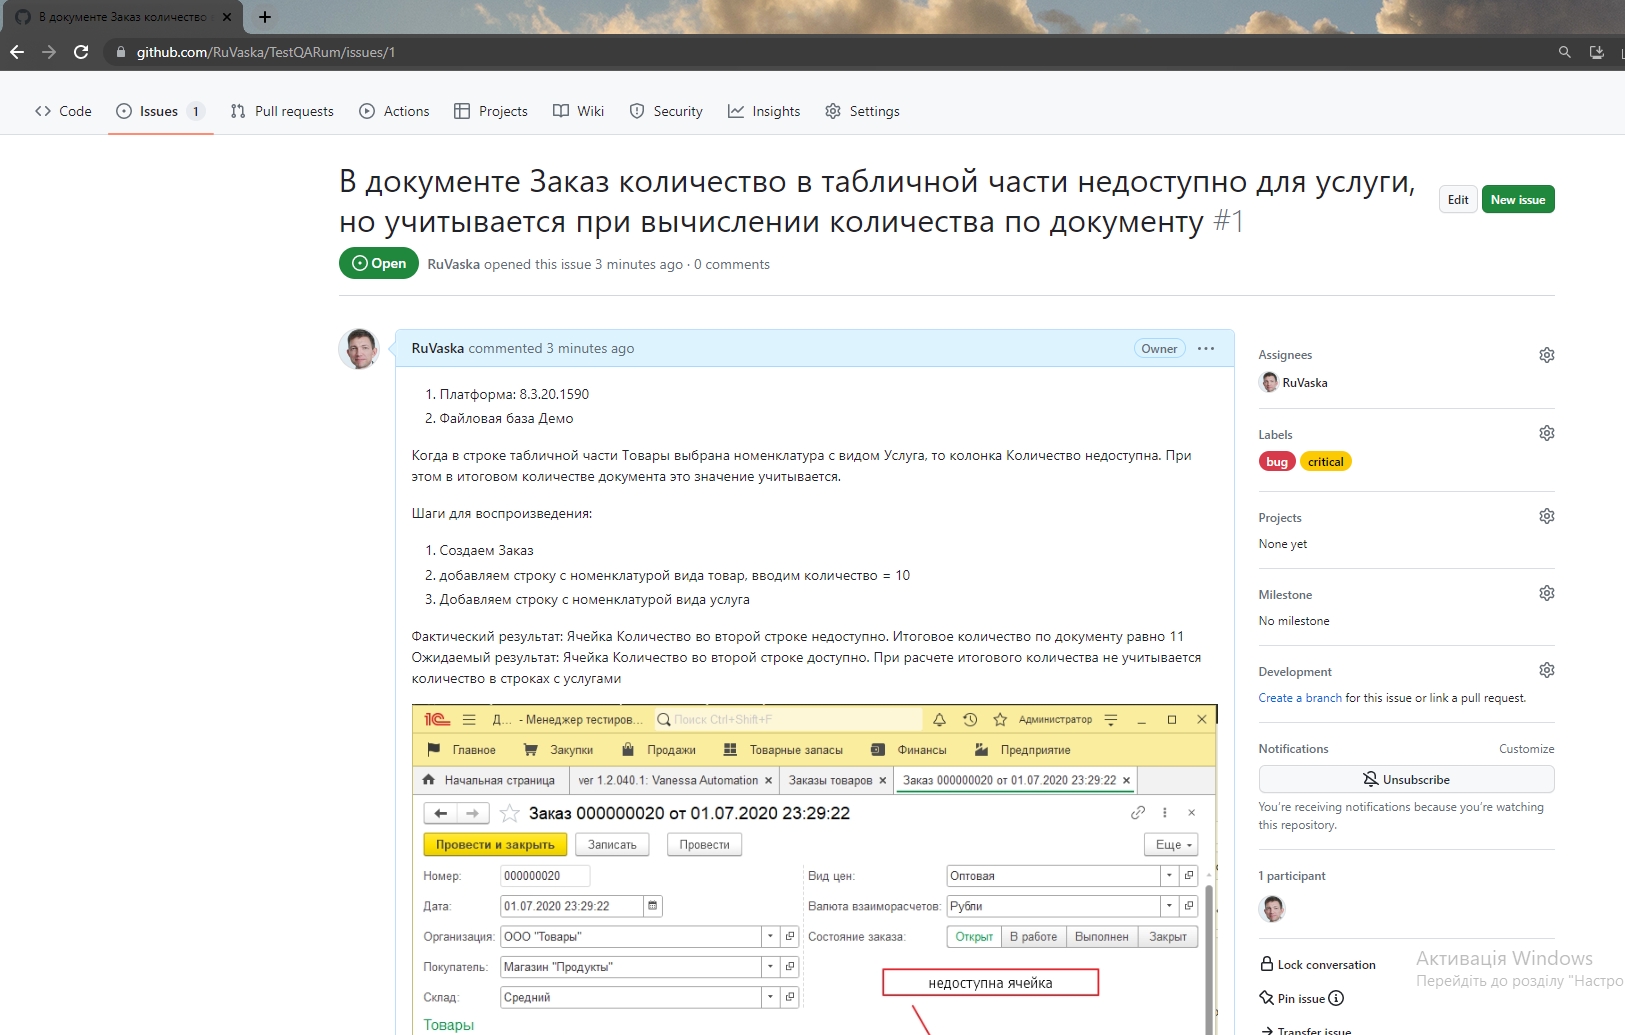 В документе Заказ количество
github.com/RuVaska/TestQARum/issues/1
Code
Issues 1
Pull requests
Actions
Projects
Wiki
Security
Insights
Settings
В документе Заказ количество в табличной части недоступно для услуги,
но учитывается при вычислении количества по документу #1
Edit
New issue
Open
RuVaska opened this issue 3 minutes ago · 0 comments
RuVaska commented 3 minutes ago
Owner
1. Платформа: 8.3.20.1590
2. Файловая база Демо
Когда в строке табличной части Товары выбрана номенклатура с видом Услуга, то колонка Количество недоступна. При
этом в итоговом количестве документа это значение учитывается.
Шаги для воспроизведения:
1. Создаем Заказ
2. добавляем строку с номенклатурой вида товар, вводим количество = 10
3. Добавляем строку с номенклатурой вида услуга
Фактический результат: Ячейка Количество во второй строке недоступно. Итоговое количество по документу равно 11
Ожидаемый результат: Ячейка Количество во второй строке доступно. При расчете итогового количества не учитывается
количество в строках с услугами
1С Д... - Менеджер тестиров... Поиск Ctrl+Shift+F Администратор
Главное Закупки Продажи Товарные запасы Финансы Предприятие
Начальная страница ver 1.2.040.1: Vanessa Automation × Заказы товаров × Заказ 000000020 от 01.07.2020 23:29:22 ×
Заказ 000000020 от 01.07.2020 23:29:22
Провести и закрыть Записать Провести Еще
Номер: 000000020 Вид цен: Оптовая
Дата: 01.07.2020 23:29:22 Валюта взаиморасчетов: Рубли
Организация: ООО "Товары" Состояние заказа: Открыт В работе Выполнен Закрыт
Покупатель: Магазин "Продукты"
недоступна ячейка
Склад: Средний
Товары
Assignees
RuVaska
Labels
bug critical
Projects
None yet
Milestone
No milestone
Development
Create a branch for this issue or link a pull request.
Notifications Customize
Unsubscribe
You're receiving notifications because you're watching
this repository.
1 participant
Lock conversation
Pin issue
Transfer issue
Активація Windows
Перейдіть до розділу "Настро